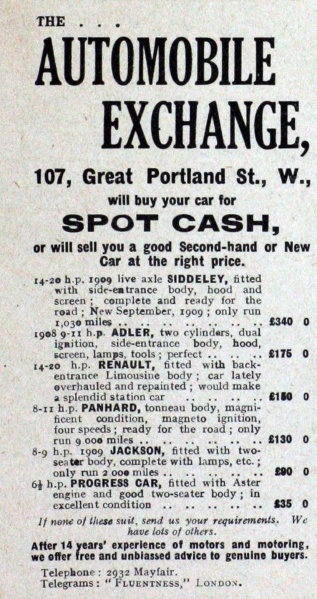 THE . . .
AUTOMOBILE
EXCHANGE,
107, Great Portland St., W.,
will buy your car for
SPOT CASH,
or will sell you a good Second-hand or New
Car at the right price.
14-20 h.p. 1909 live axle SIDDELEY, fitted
with side-entrance body, hood and
screen; complete and ready for the
road; New September, 1909; only run
1,030 miles .. .. .. .. .. .. £340 0
1908 9-11 h.p. ADLER, two cylinders, dual
ignition, side-entrance body, hood,
screen, lamps, tools; perfect .. .. .. £175 0
14-20 h.p. RENAULT, fitted with back-
entrance Limousine body; car lately
overhauled and repainted; would make
a splendid station car .. .. .. .. £150 0
8-11 h.p. PANHARD, tonneau body, magni-
ficent condition, magneto ignition,
four speeds; ready for the road; only
run 9 000 miles .. .. .. .. .. £130 0
8-9 h.p. 1909 JACKSON, fitted with two-
seater body, complete with lamps, etc.;
only run 2 000 miles .. .. .. .. £90 0
6½ h.p. PROGRESS CAR, fitted with Aster
engine and good two-seater body; in
excellent condition .. .. .. .. £35 0
If none of these suit, send us your requirements. We
have lots of others.
After 14 years' experience of motors and motoring,
we offer free and unbiassed advice to genuine buyers.
Telephone: 2932 Mayfair.
Telegrams: "FLUENTNESS," LONDON.